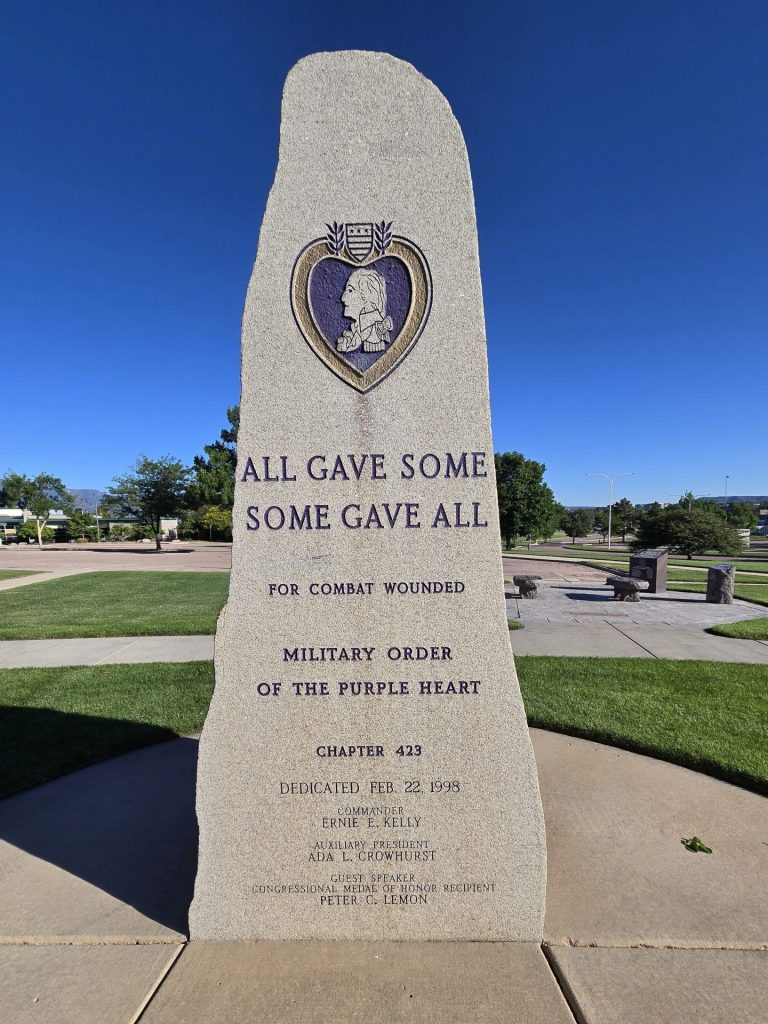 ALL GAVE SOME
SOME GAVE ALL
FOR COMBAT WOUNDED
MILITARY ORDER
OF THE PURPLE HEART
CHAPTER 423
DEDICATED FEB. 22, 1998
COMMANDER
ERNIE E. KELLY
AUXILIARY PRESIDENT
ADA L. CROWHURST
GUEST SPEAKER
CONGRESSIONAL MEDAL OF HONOR RECIPIENT
PETER C. LEMON